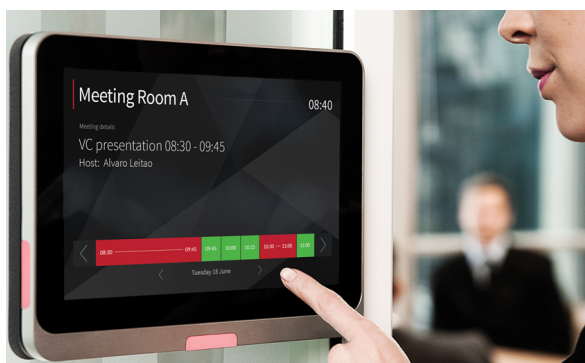 Meeting Room A
08:40
Meeting details
VC presentation 08:30 - 09:45
Host: Alvaro Leitao
08:30 09:45 09:45 10:00 10:15 10:30 — 11:00 11:00
Tuesday 18 June